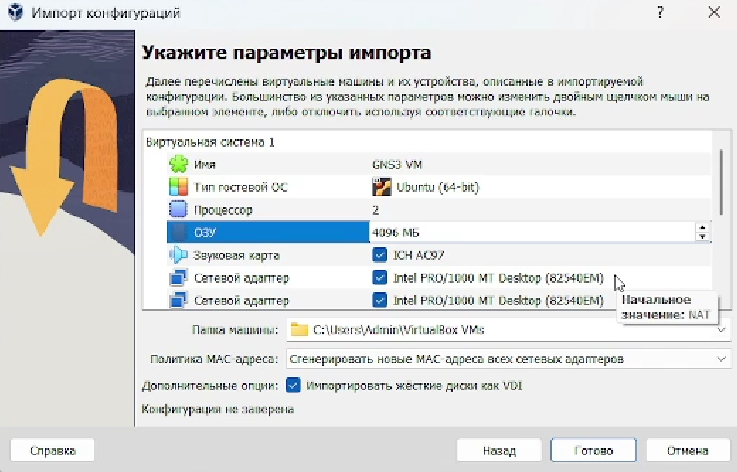 Импорт конфигураций
?
Укажите параметры импорта
Далее перечислены виртуальные машины и их устройства, описанные в импортируемой
конфигурации. Большинство из указанных параметров можно изменить двойным щелчком мыши на
выбранном элементе, либо отключить используя соответствующие галочки.
Виртуальная система 1
Имя GNS3 VM
Тип гостевой ОС Ubuntu (64-bit)
Процессор 2
ОЗУ 4096 МБ
Звуковая карта ICH AC97
Сетевой адаптер Intel PRO/1000 MT Desktop (82540EM)
Сетевой адаптер Intel PRO/1000 MT Desktop (82540EM)
Начальное
значение: NAT
Папка машины: C:\Users\Admin\VirtualBox VMs
Политика MAC-адреса: Сгенерировать новые MAC-адреса всех сетевых адаптеров
Дополнительные опции: Импортировать жёсткие диски как VDI
Конфигурация не заверена
Справка Назад Готово Отмена